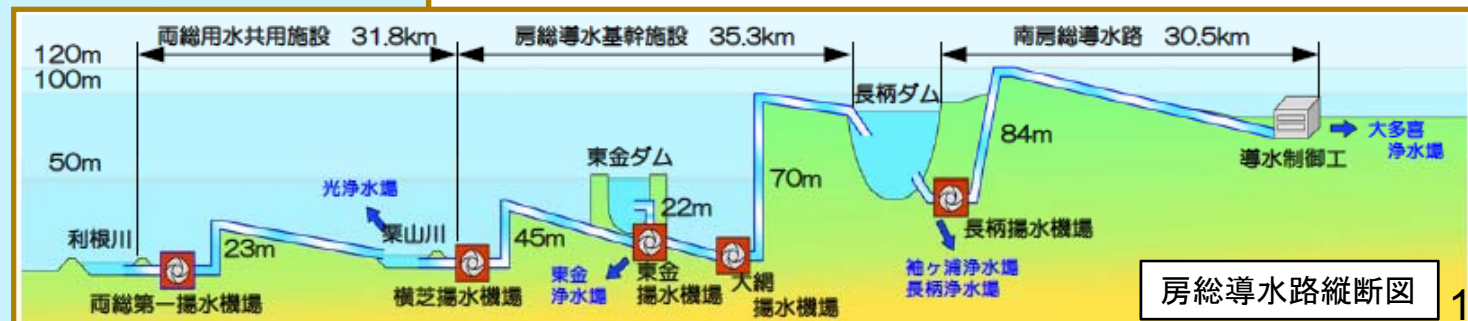 両総用水共用施設 31.8km
房総導水基幹施設 35.3km
南房総導水路 30.5km
120m
100m
50m
長柄ダム
東金ダム
84m
70m
22m
45m
23m
導水制御工
大多喜
浄水場
光浄水場
利根川
栗山川
両総第一揚水機場
横芝揚水機場
東金
浄水場
東金
揚水機場
大網
揚水機場
長柄揚水機場
袖ヶ浦浄水場
長柄浄水場
房総導水路縦断図
1